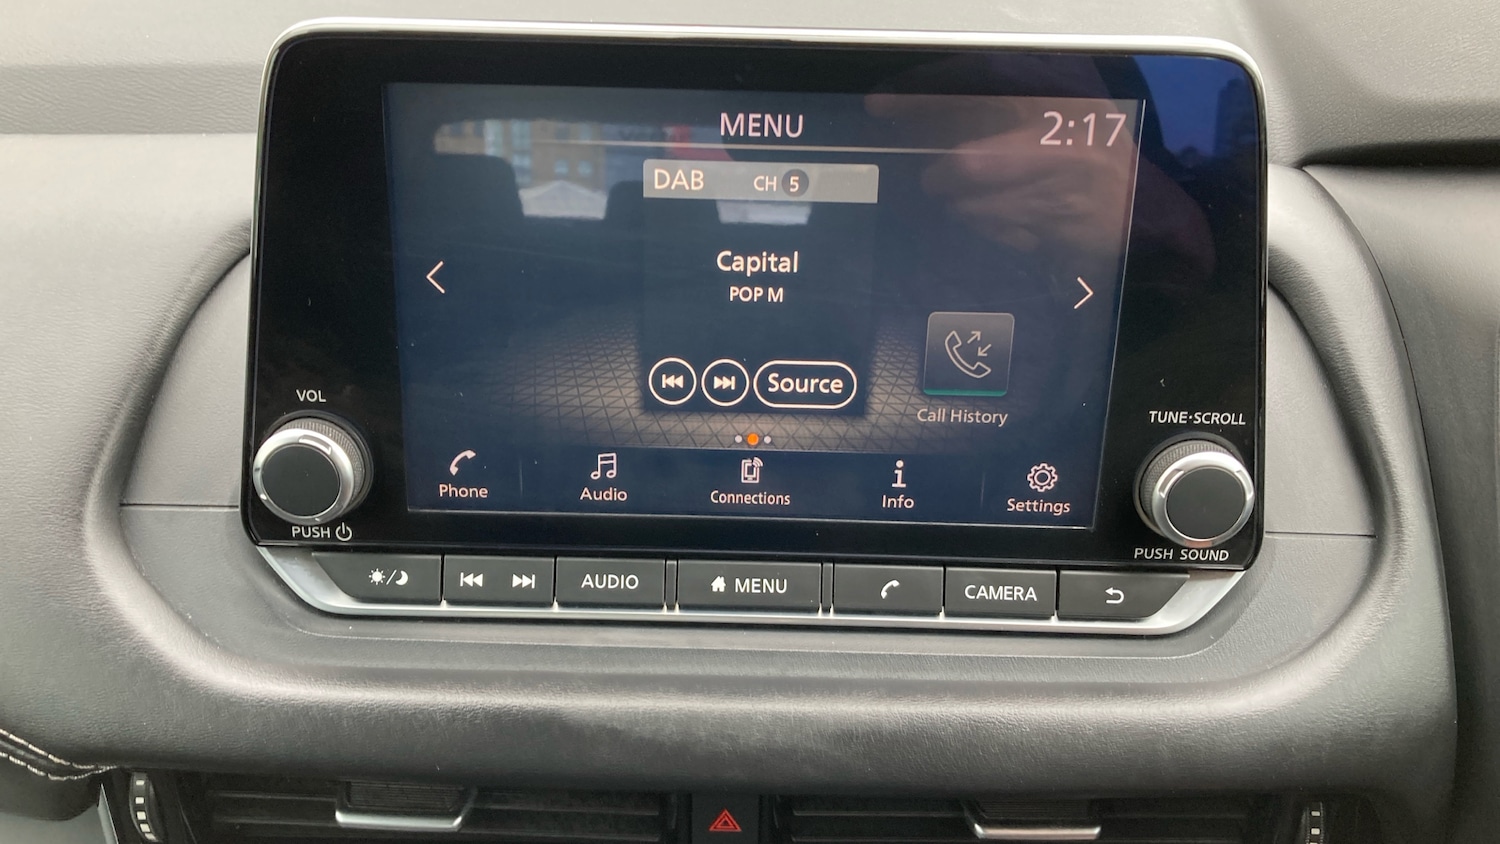 MENU
2:17
DAB CH 5
Capital
POP M
Source
Call History
Phone Audio Connections Info Settings
VOL
PUSH
TUNE·SCROLL
PUSH SOUND
AUDIO MENU CAMERA